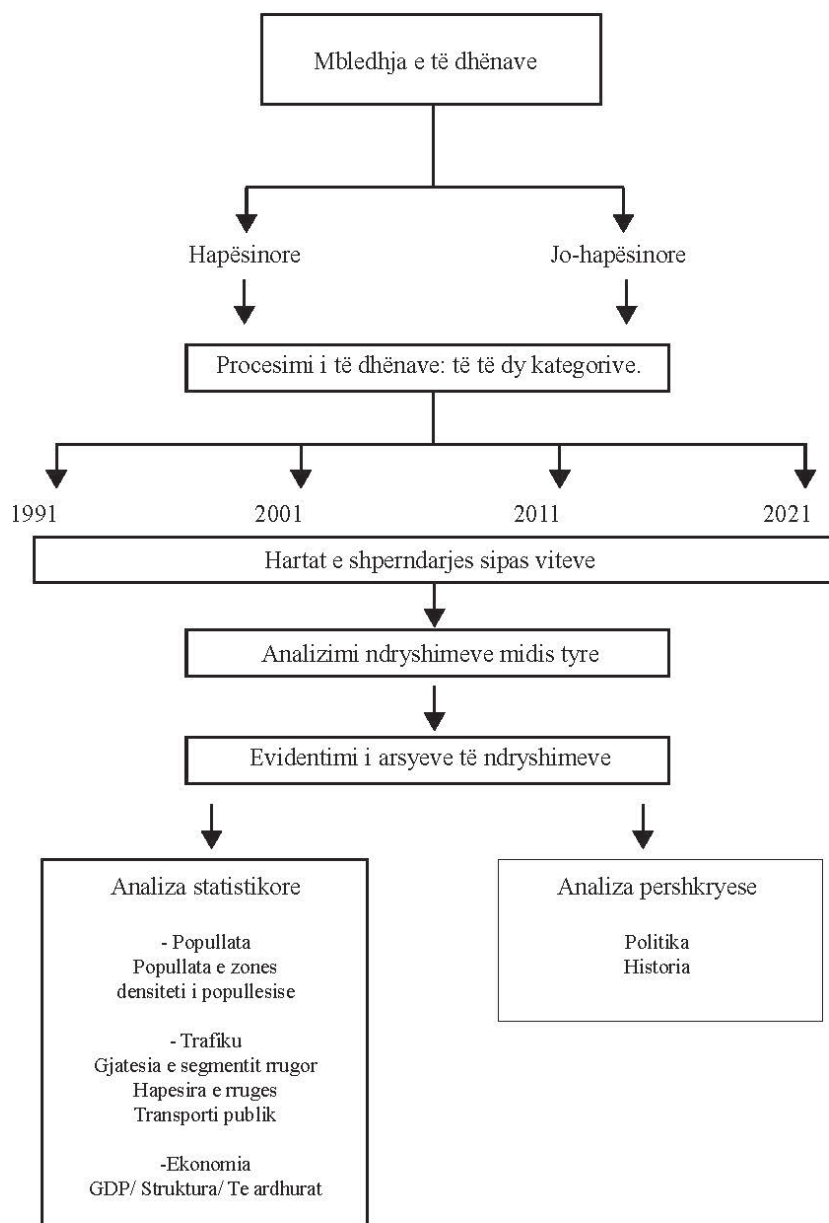 Mbledhja e të dhënave
Hapësinore
Jo-hapësinore
Procesimi i të dhënave: të të dy kategorive.
1991
2001
2011
2021
Hartat e shperndarjes sipas viteve
Analizimi ndryshimeve midis tyre
Evidentimi i arsyeve të ndryshimeve
Analiza statistikore
- Popullata
Popullata e zones
densiteti i popullesise
- Trafiku
Gjatesia e segmentit rrugor
Hapesira e rruges
Transporti publik
-Ekonomia
GDP/ Struktura/ Te ardhurat
Analiza pershkryese
Politika
Historia